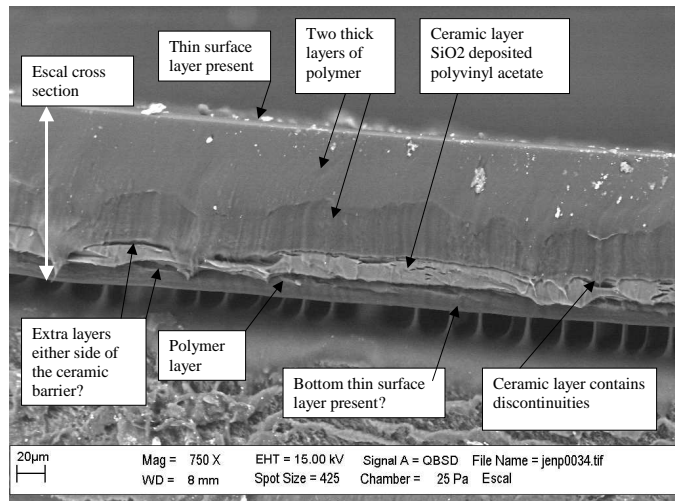 Escal cross
section
Thin surface
layer present
Two thick
layers of
polymer
Ceramic layer
SiO2 deposited
polyvinyl acetate
Extra layers
either side of
the ceramic
barrier?
Polymer
layer
Bottom thin surface
layer present?
Ceramic layer contains
discontinuities
20µm
Mag = 750 X EHT = 15.00 kV Signal A = QBSD File Name = jenp0034.tif
WD = 8 mm Spot Size = 425 Chamber = 25 Pa Escal